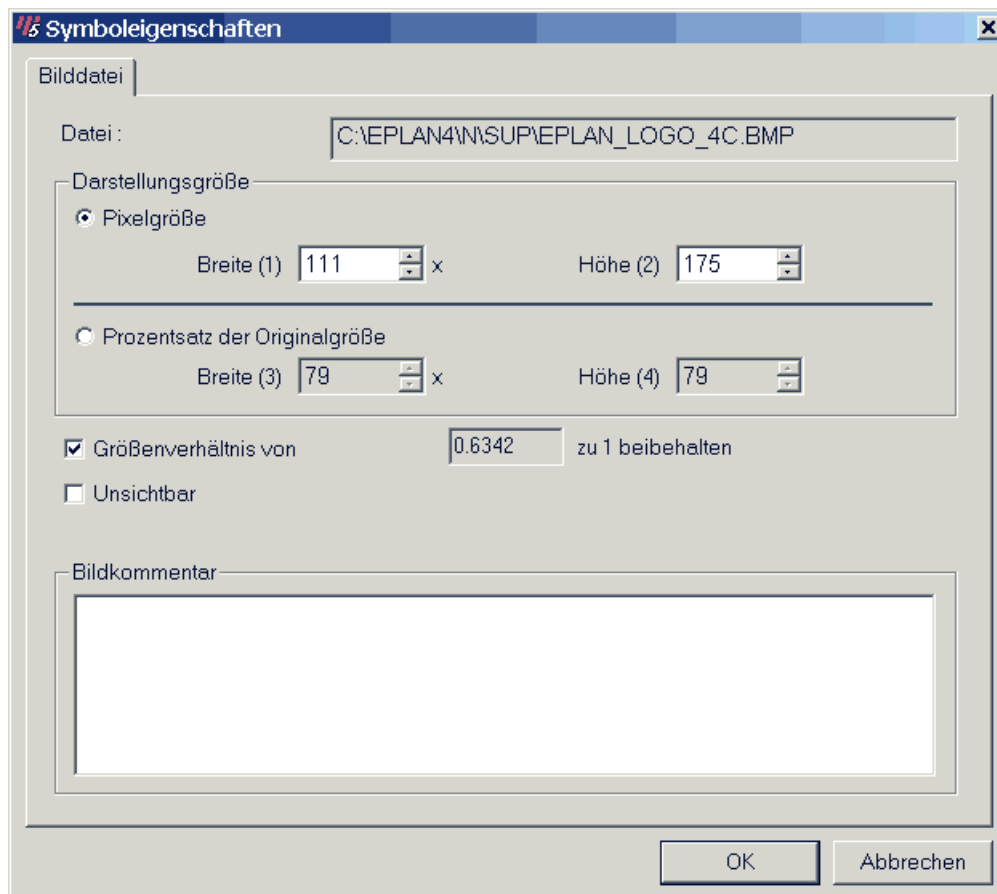 Symboleigenschaften
Bilddatei
Datei :
C:\EPLAN4\N\SUP\EPLAN_LOGO_4C.BMP
Darstellungsgröße
Pixelgröße
Breite (1) 111 x Höhe (2) 175
Prozentsatz der Originalgröße
Breite (3) 79 x Höhe (4) 79
Größenverhältnis von 0.6342 zu 1 beibehalten
Unsichtbar
Bildkommentar
OK Abbrechen